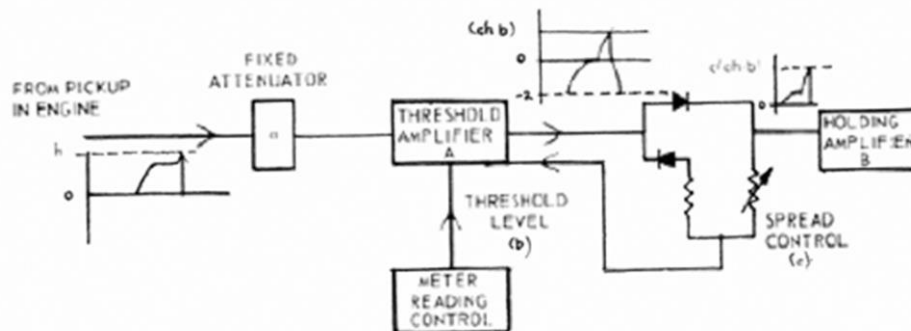 FROM PICKUP
IN ENGINE
h
0
FIXED
ATTENUATOR
a
THRESHOLD
AMPLIFIER
A
THRESHOLD
LEVEL
(b)
METER
READING
CONTROL
(ch b)
0
-2
c(ch b)
0
HOLDING
AMPLIFIER
B
SPREAD
CONTROL
(c)